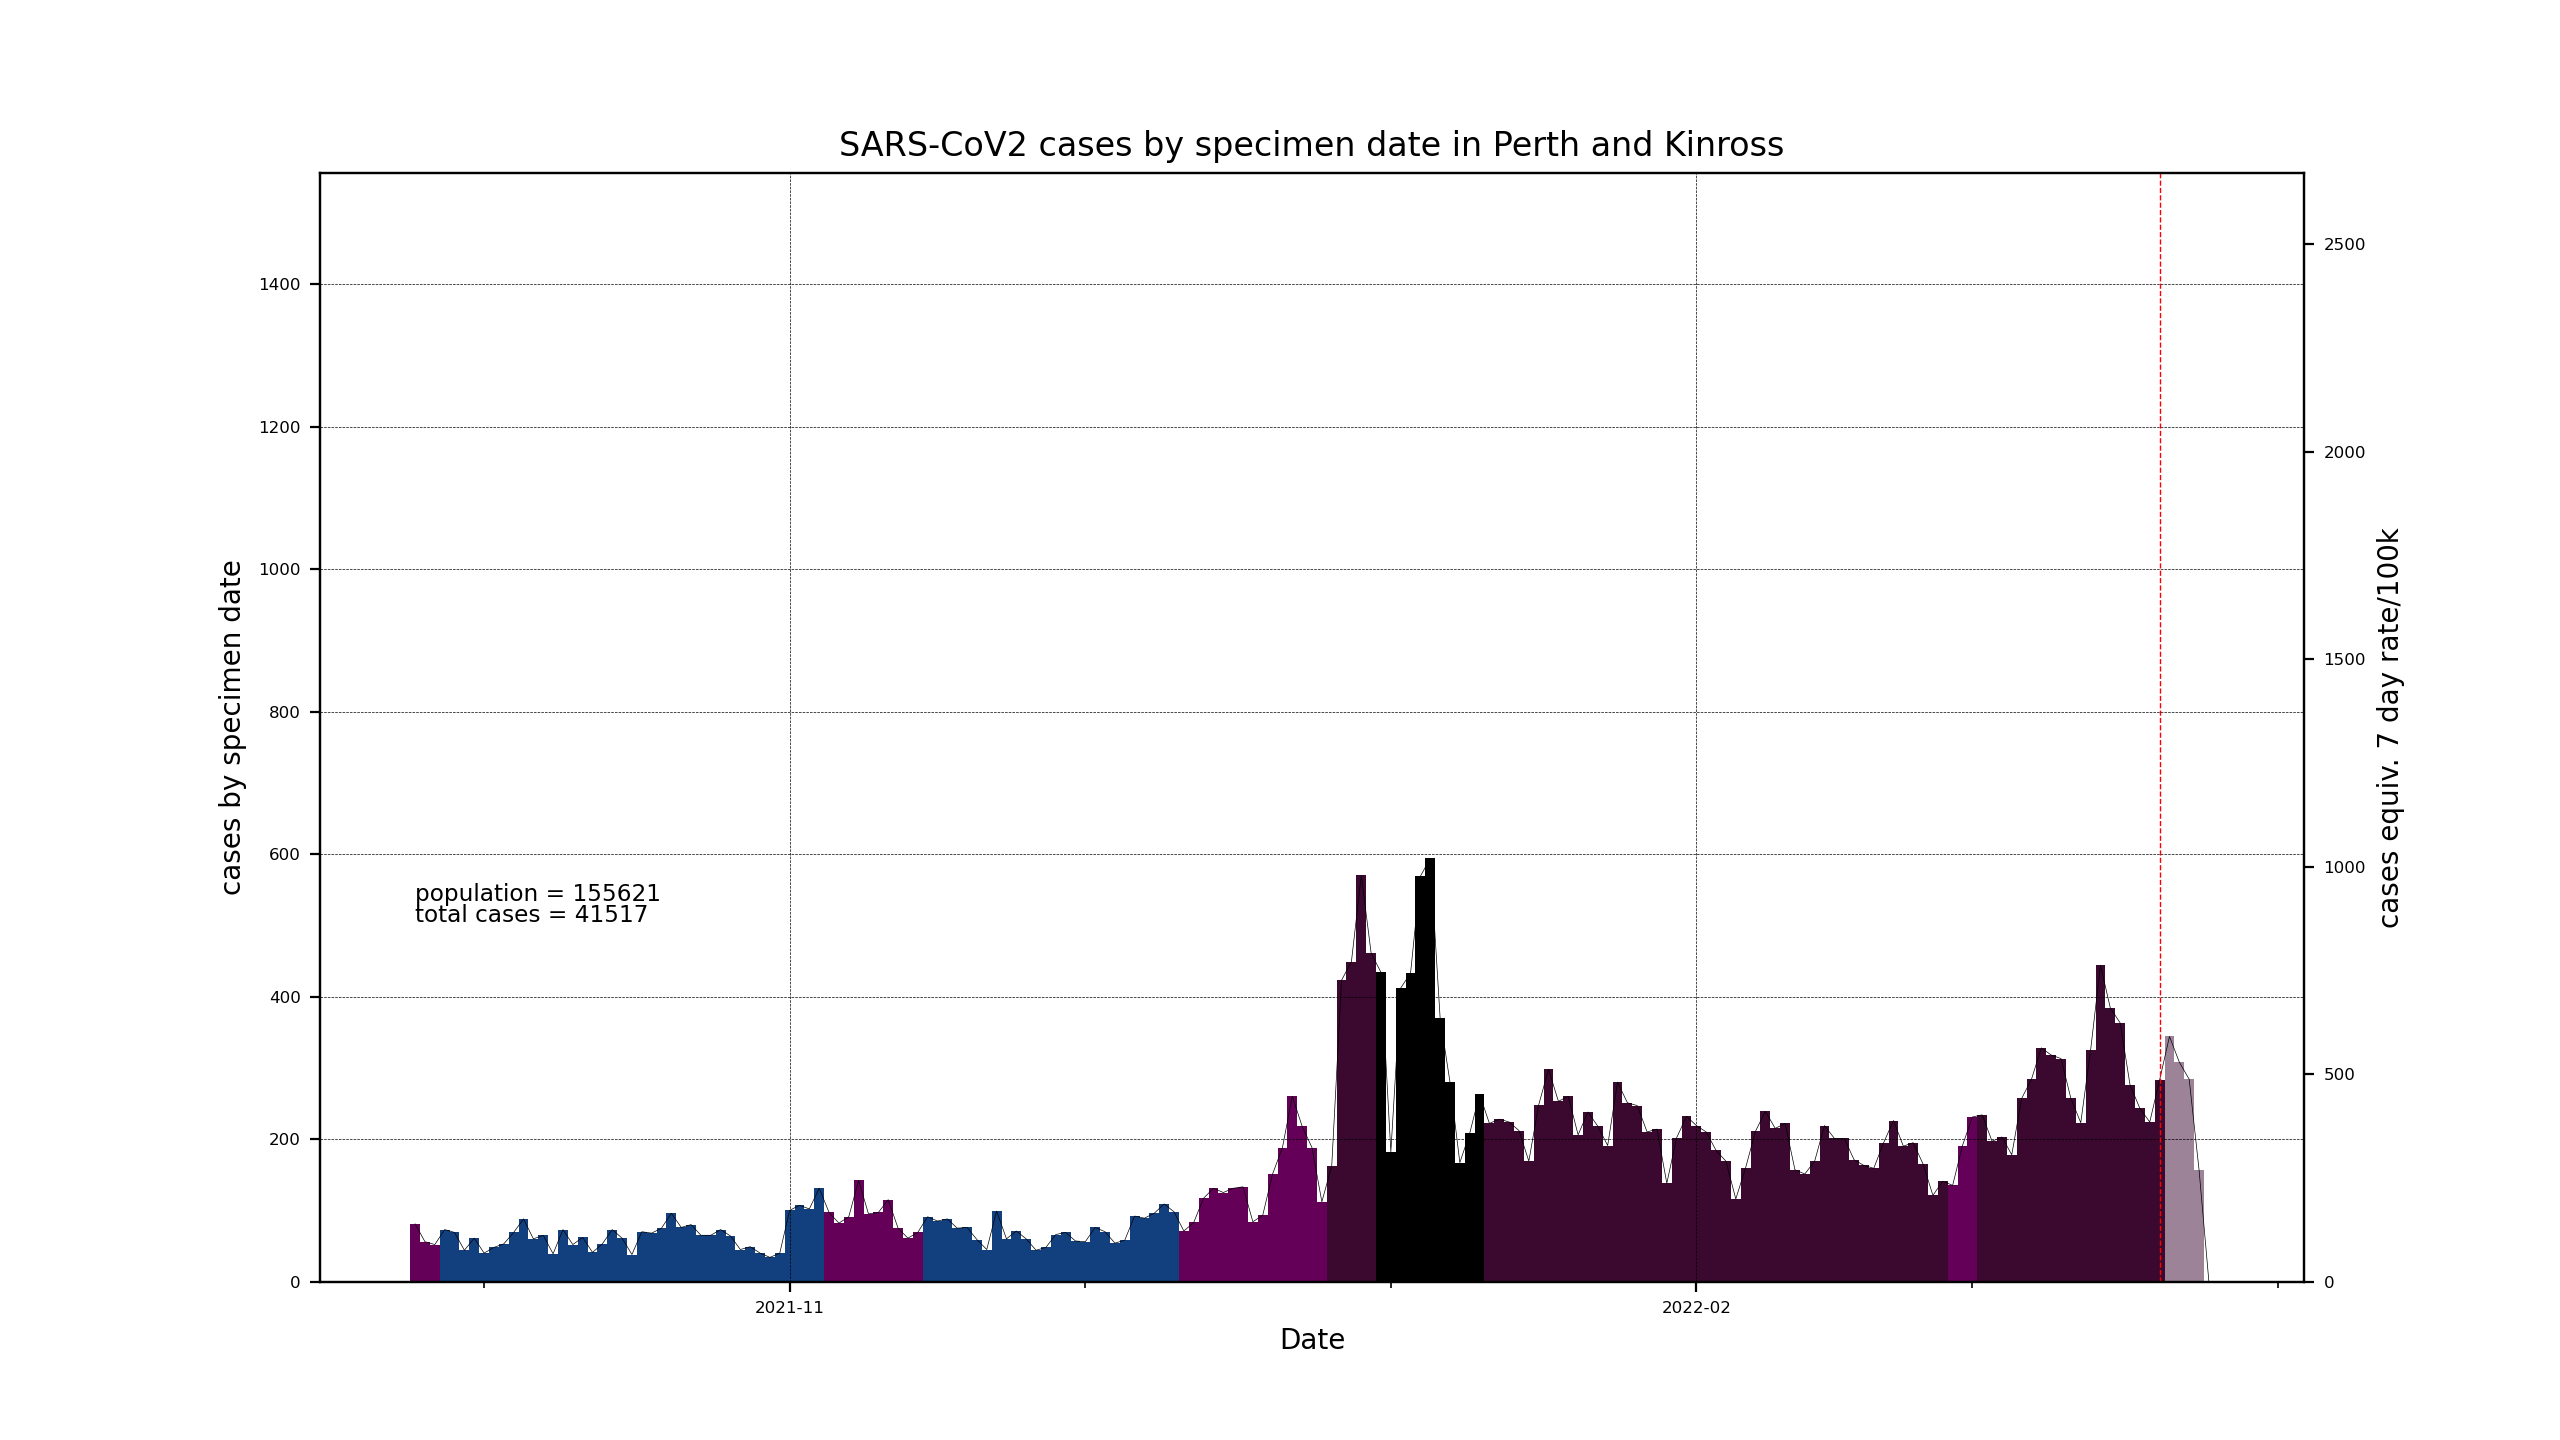 SARS-CoV2 cases by specimen date in Perth and Kinross
cases by specimen date
1400
1200
1000
800
600
400
200
0
population = 155621
total cases = 41517
2500
2000
1500
1000
500
0
cases equiv. 7 day rate/100k
2021-11
2022-02
Date